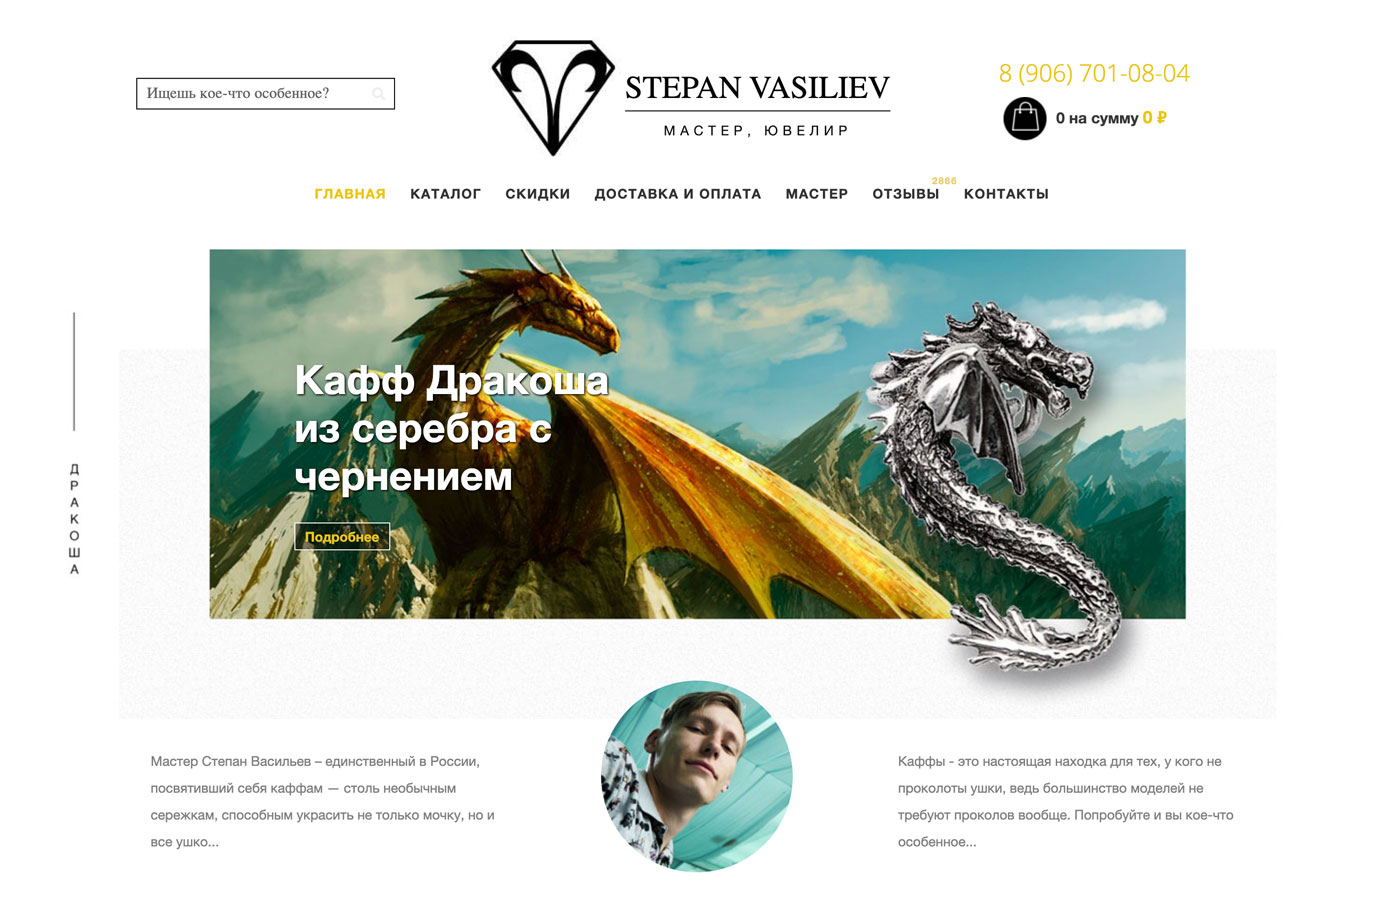 Ищешь кое-что особенное?
STEPAN VASILIEV
МАСТЕР, ЮВЕЛИР
8 (906) 701-08-04
0 на сумму 0 ₽
ГЛАВНАЯ КАТАЛОГ СКИДКИ ДОСТАВКА И ОПЛАТА МАСТЕР ОТЗЫВЫ 2866 КОНТАКТЫ
ДРАКОША
Кафф Дракоша
из серебра с
чернением
Подробнее
Мастер Степан Васильев – единственный в России,
посвятивший себя каффам — столь необычным
сережкам, способным украсить не только мочку, но и
все ушко...
Каффы - это настоящая находка для тех, у кого не
проколоты ушки, ведь большинство моделей не
требуют проколов вообще. Попробуйте и вы кое-что
особенное...